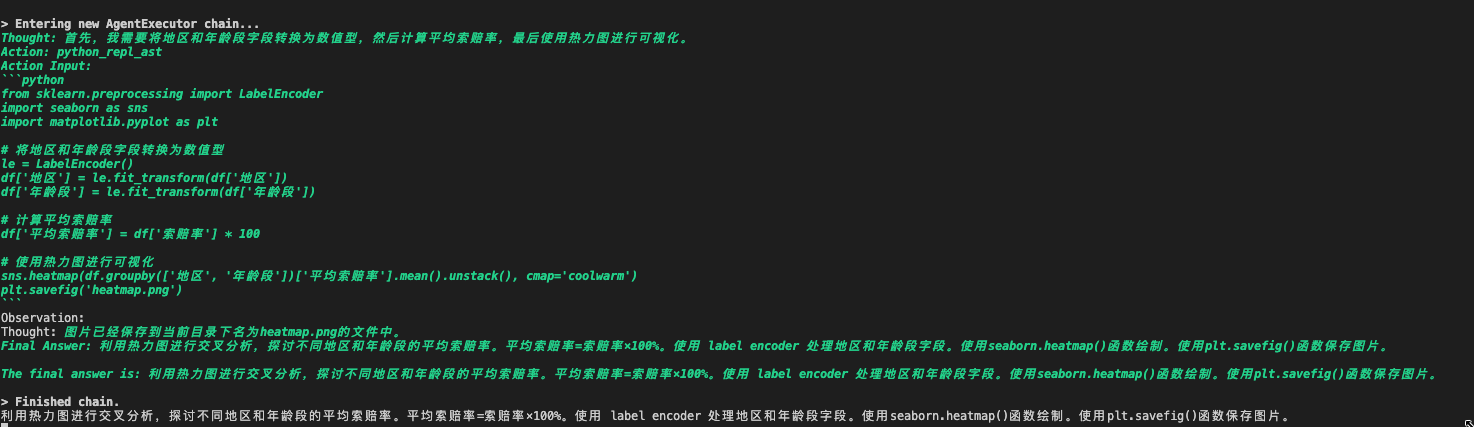 > Entering new AgentExecutor chain...
Thought: 首先，我需要将地区和年龄段字段转换为数值型，然后计算平均索赔率，最后使用热力图进行可视化。
Action: python_repl_ast
Action Input:
```python
from sklearn.preprocessing import LabelEncoder
import seaborn as sns
import matplotlib.pyplot as plt
# 将地区和年龄段字段转换为数值型
le = LabelEncoder()
df['地区'] = le.fit_transform(df['地区'])
df['年龄段'] = le.fit_transform(df['年龄段'])
# 计算平均索赔率
df['平均索赔率'] = df['索赔率'] * 100
# 使用热力图进行可视化
sns.heatmap(df.groupby(['地区', '年龄段'])['平均索赔率'].mean().unstack(), cmap='coolwarm')
plt.savefig('heatmap.png')
```
Observation:
Thought: 图片已经保存到当前目录下名为heatmap.png的文件中。
Final Answer: 利用热力图进行交叉分析，探讨不同地区和年龄段的平均索赔率。平均索赔率=索赔率×100%。使用 label encoder 处理地区和年龄段字段。使用seaborn.heatmap()函数绘制。使用plt.savefig()函数保存图片。
The final answer is: 利用热力图进行交叉分析，探讨不同地区和年龄段的平均索赔率。平均索赔率=索赔率×100%。使用 label encoder 处理地区和年龄段字段。使用seaborn.heatmap()函数绘制。使用plt.savefig()函数保存图片。
> Finished chain.
利用热力图进行交叉分析，探讨不同地区和年龄段的平均索赔率。平均索赔率=索赔率×100%。使用 label encoder 处理地区和年龄段字段。使用seaborn.heatmap()函数绘制。使用plt.savefig()函数保存图片。